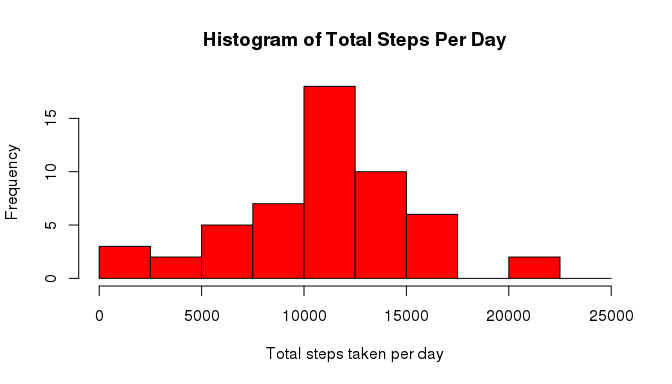 Histogram of Total Steps Per Day
Frequency
15
10
5
0
0 5000 10000 15000 20000 25000
Total steps taken per day